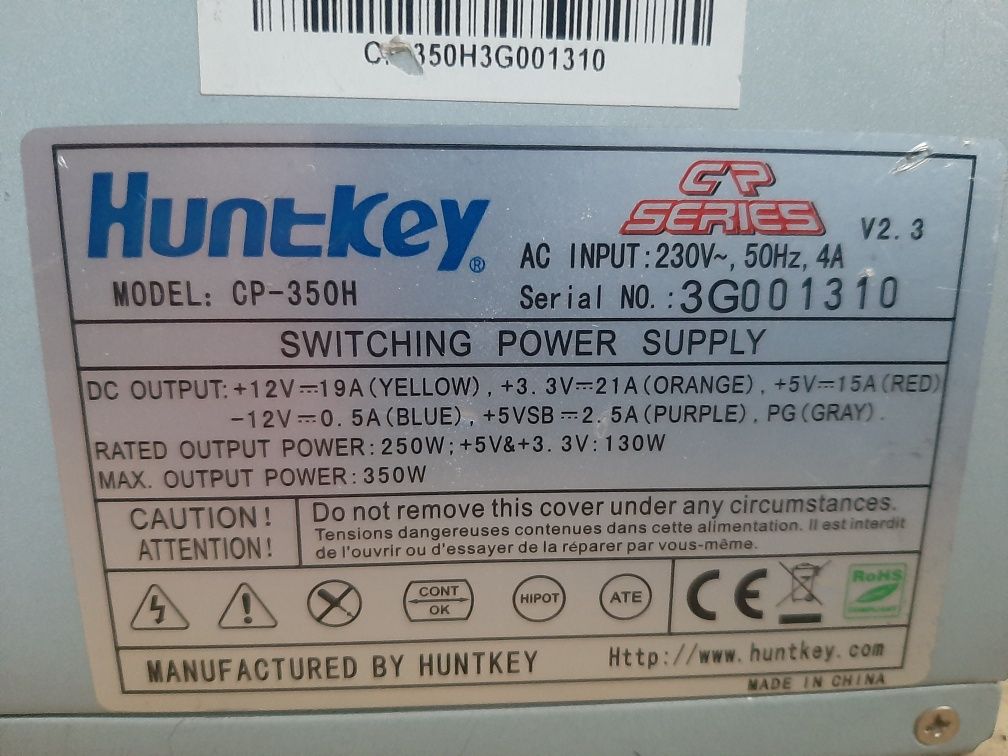 350H3G001310
Huntkey®
CP SERIES V2.3
AC INPUT:230V~, 50Hz, 4A
MODEL: CP-350H
Serial NO.:3G001310
SWITCHING POWER SUPPLY
DC OUTPUT:+12V⎓19A(YELLOW), +3.3V⎓21A(ORANGE), +5V⎓15A(RED)
-12V⎓0.5A(BLUE), +5VSB⎓2.5A(PURPLE), PG(GRAY).
RATED OUTPUT POWER:250W;+5V&+3.3V:130W
MAX. OUTPUT POWER:350W
CAUTION!
ATTENTION!
Do not remove this cover under any circumstances.
Tensions dangereuses contenues dans cette alimentation. Il est interdit
de l'ouvrir ou d'essayer de la réparer par vous-même.
CONT
OK
HIPOT
ATE
CE
RoHS
COMPLIANT
MANUFACTURED BY HUNTKEY
Http://www.huntkey.com
MADE IN CHINA